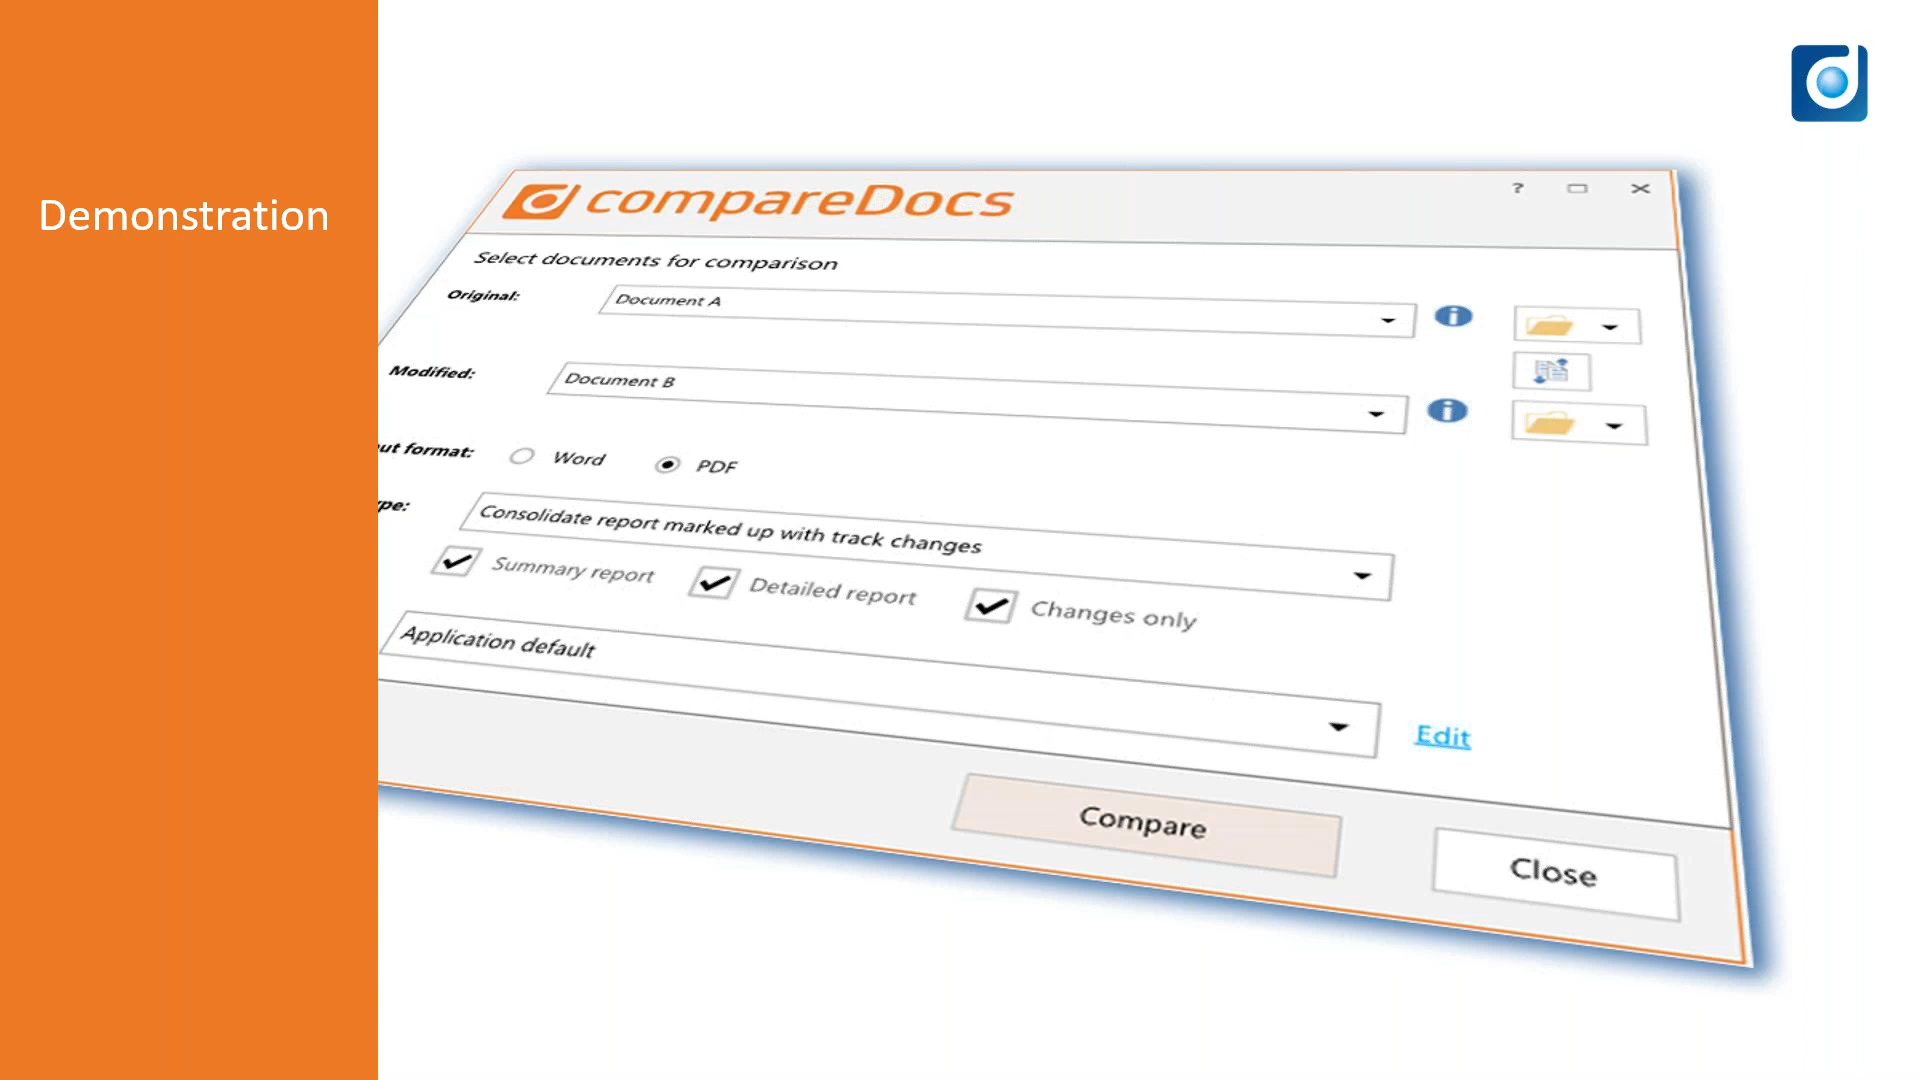 Demonstration
compareDocs
?
Select documents for comparison
Original:
Document A
Modified:
Document B
ut format:
Word
PDF
pe:
Consolidate report marked up with track changes
Summary report
Detailed report
Changes only
Application default
Edit
Compare
Close